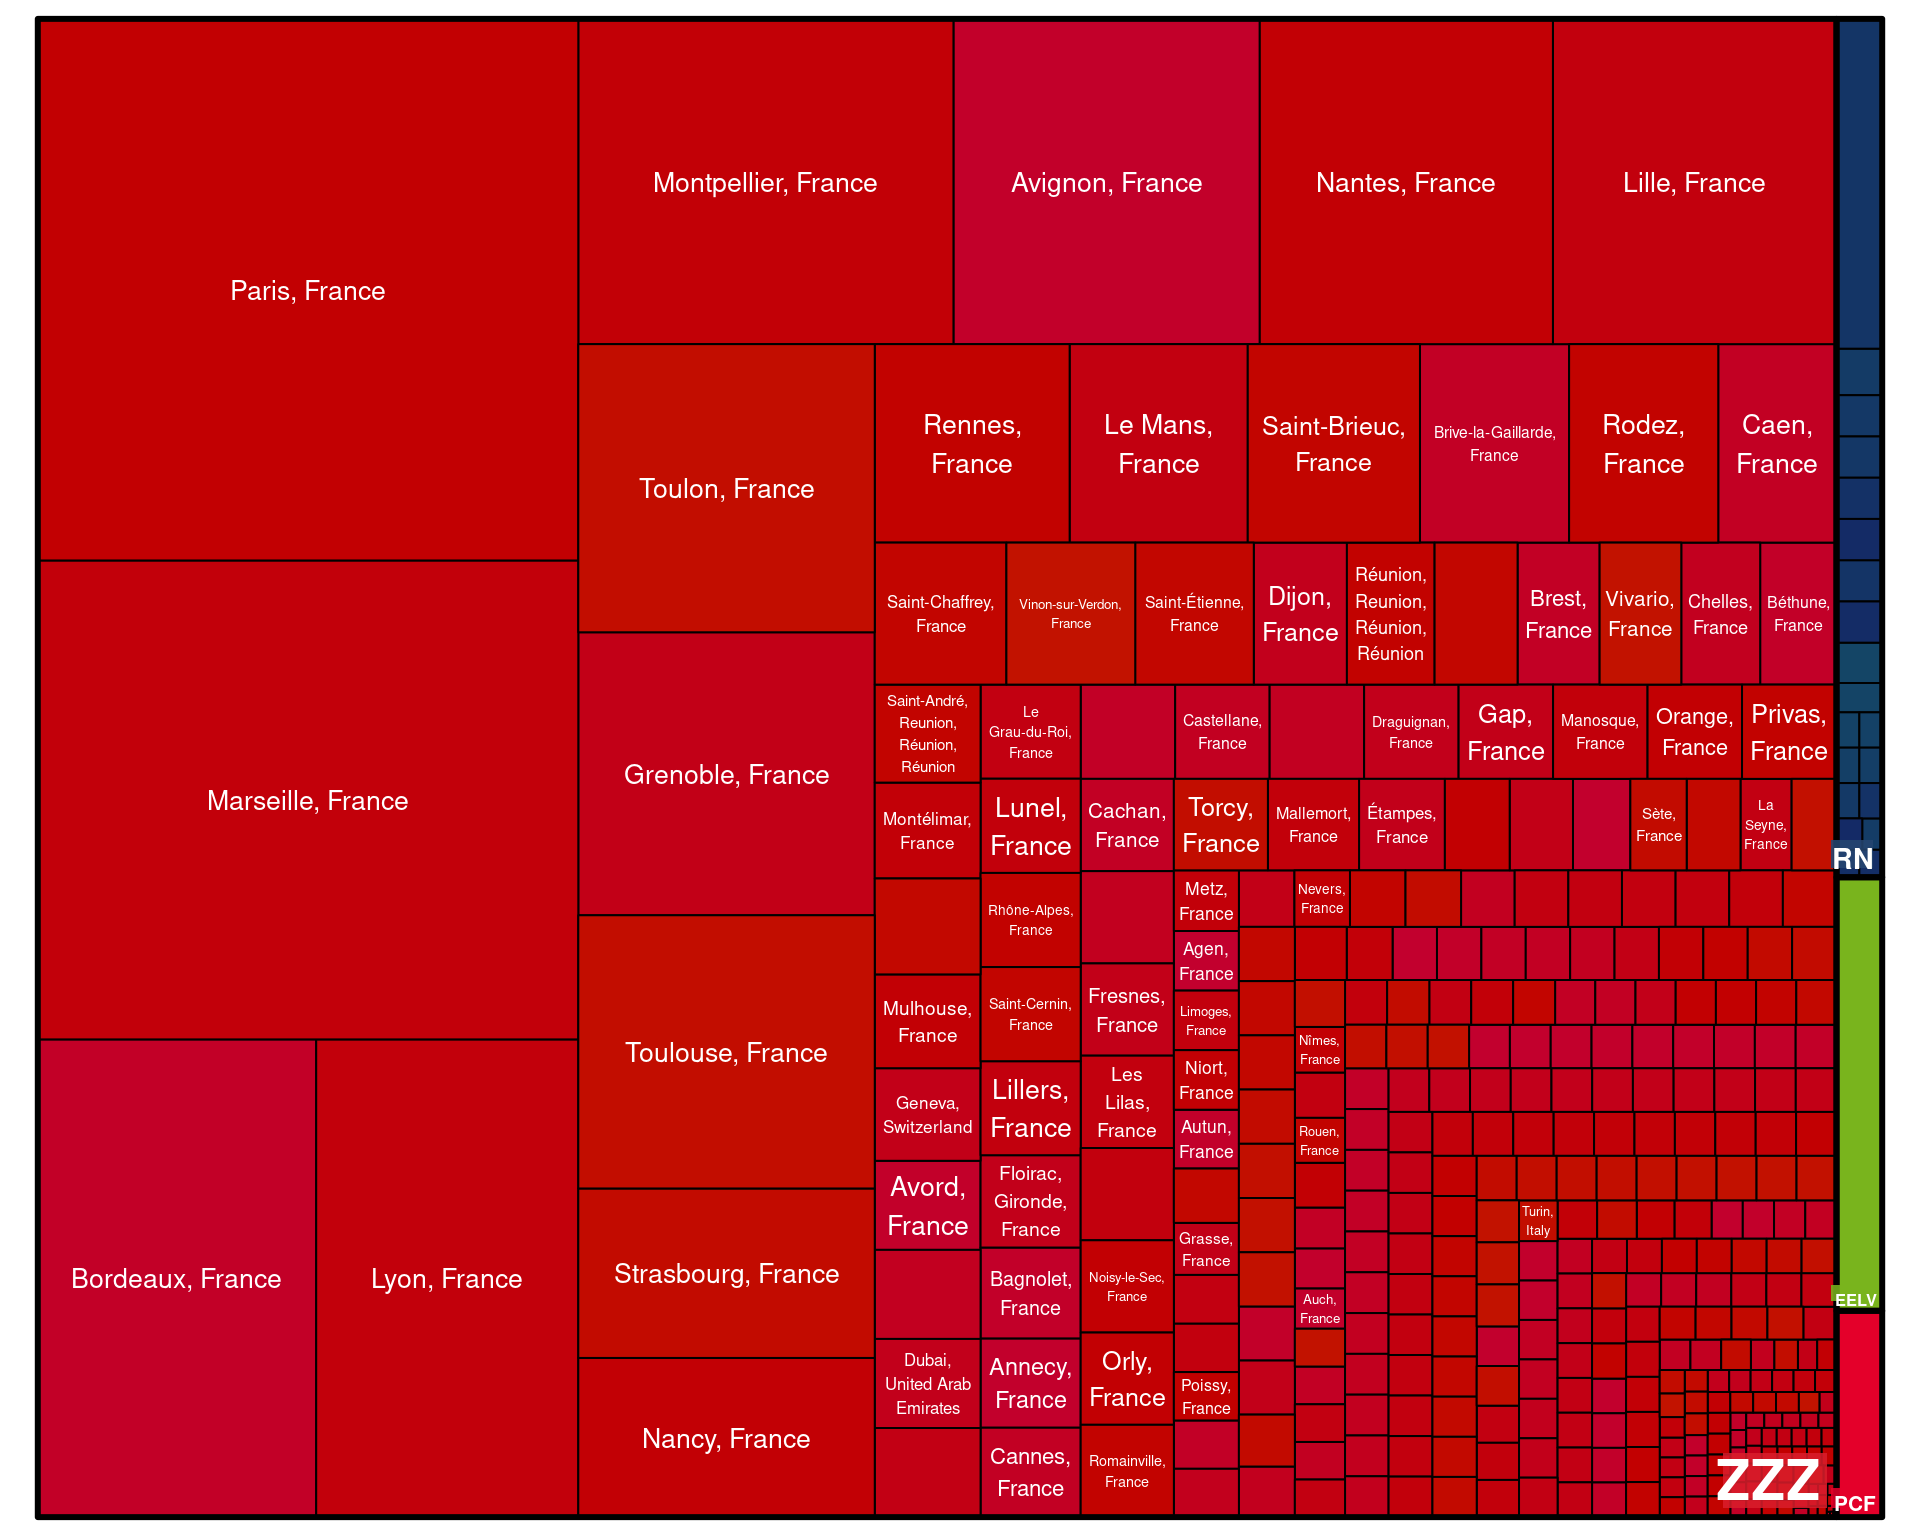 Paris, France
Montpellier, France
Avignon, France
Nantes, France
Lille, France
Toulon, France
Rennes,
France
Le Mans,
France
Saint-Brieuc,
France
Brive-la-Gaillarde,
France
Rodez,
France
Caen,
France
Saint-Chaffrey,
France
Vinon-sur-Verdon,
France
Saint-Étienne,
France
Dijon,
France
Réunion,
Reunion,
Réunion,
Réunion
Brest,
France
Vivario,
France
Chelles,
France
Béthune,
France
Marseille, France
Grenoble, France
Saint-André,
Reunion,
Réunion,
Réunion
Le
Grau-du-Roi,
France
Castellane,
France
Draguignan,
France
Gap,
France
Manosque,
France
Orange,
France
Privas,
France
Montélimar,
France
Lunel,
France
Cachan,
France
Torcy,
France
Mallemort,
France
Étampes,
France
Sète,
France
La
Seyne,
France
RN
Rhône-Alpes,
France
Metz,
France
Nevers,
France
Agen,
France
Toulouse, France
Mulhouse,
France
Saint-Cernin,
France
Fresnes,
France
Limoges,
France
Nîmes,
France
Geneva,
Switzerland
Lillers,
France
Les
Lilas,
France
Niort,
France
Autun,
France
Rouen,
France
Bordeaux, France
Lyon, France
Strasbourg, France
Avord,
France
Floirac,
Gironde,
France
Grasse,
France
Turin,
Italy
Bagnolet,
France
Noisy-le-Sec,
France
Auch,
France
EELV
Nancy, France
Dubai,
United Arab
Emirates
Annecy,
France
Orly,
France
Poissy,
France
Cannes,
France
Romainville,
France
ZZZ
PCF